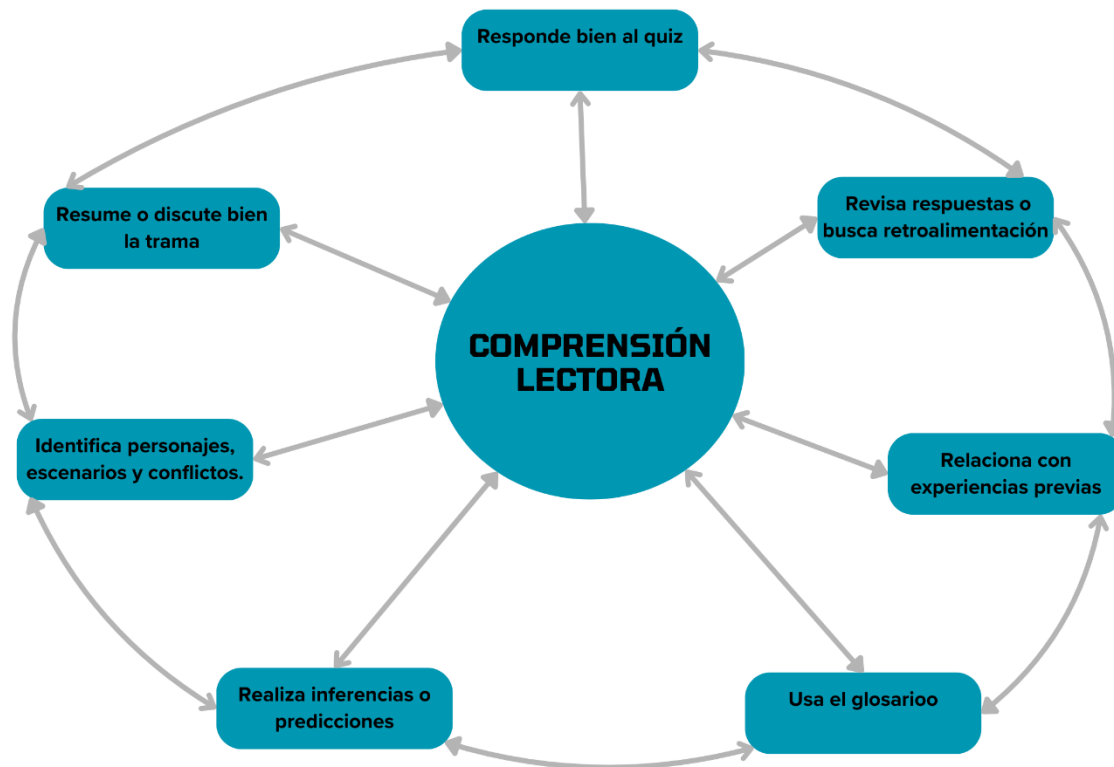 Responde bien al quiz
Resume o discute bien
la trama
Revisa respuestas o
busca retroalimentación
COMPRENSIÓN
LECTORA
Identifica personajes,
escenarios y conflictos.
Relaciona con
experiencias previas
Realiza inferencias o
predicciones
Usa el glosarioo